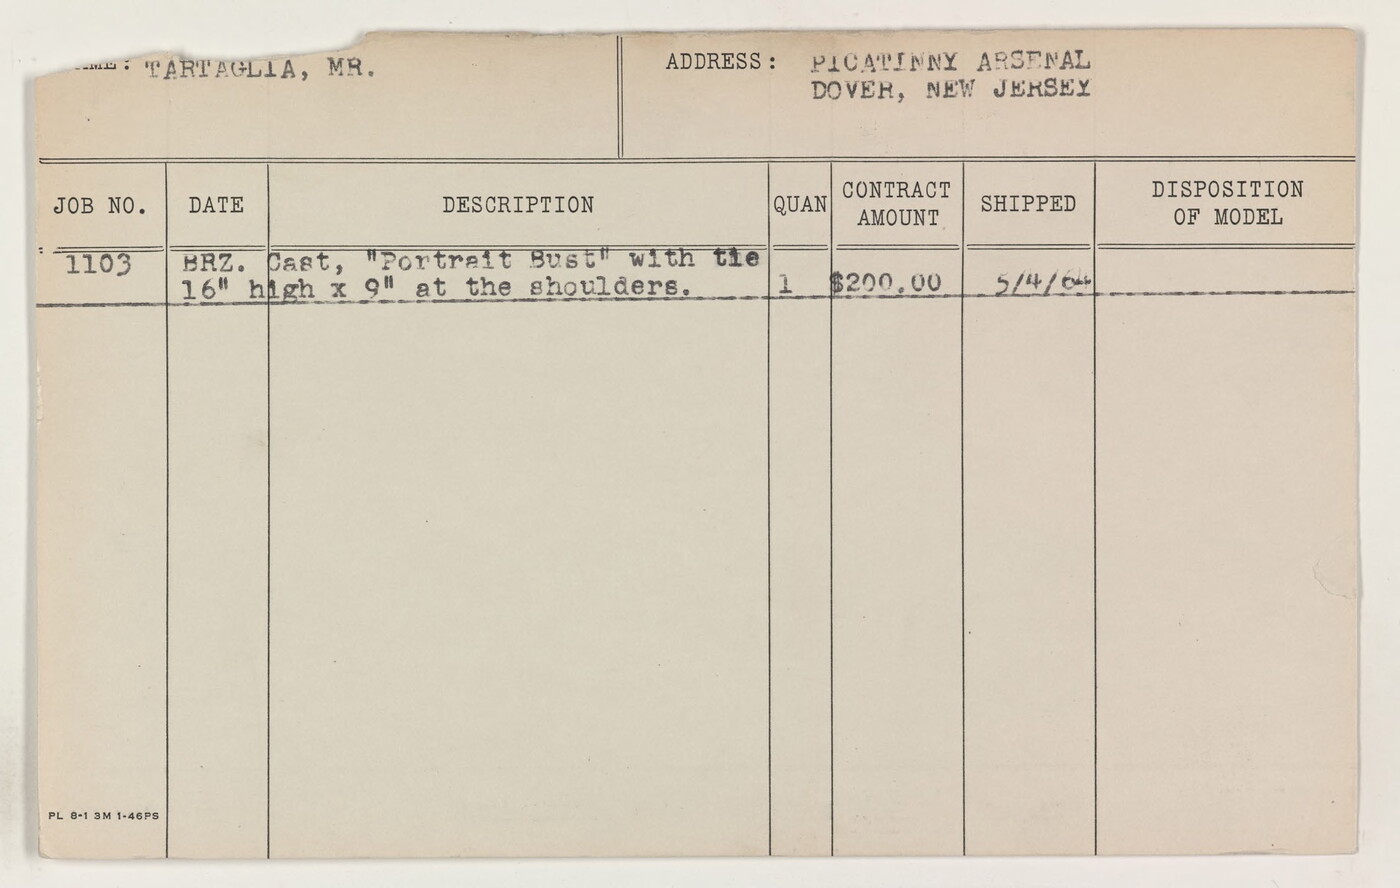 NAME: TARTAGLIA, MR.
ADDRESS: PICATINNY ARSENAL
DOVER, NEW JERSEY
JOB NO. DATE DESCRIPTION QUAN CONTRACT AMOUNT SHIPPED DISPOSITION OF MODEL
1103 BRZ. Cast, "Portrait Bust" with tie
16" high x 9" at the shoulders. 1 $200.00 5/4/64
PL 8-1 3M 1-46PS